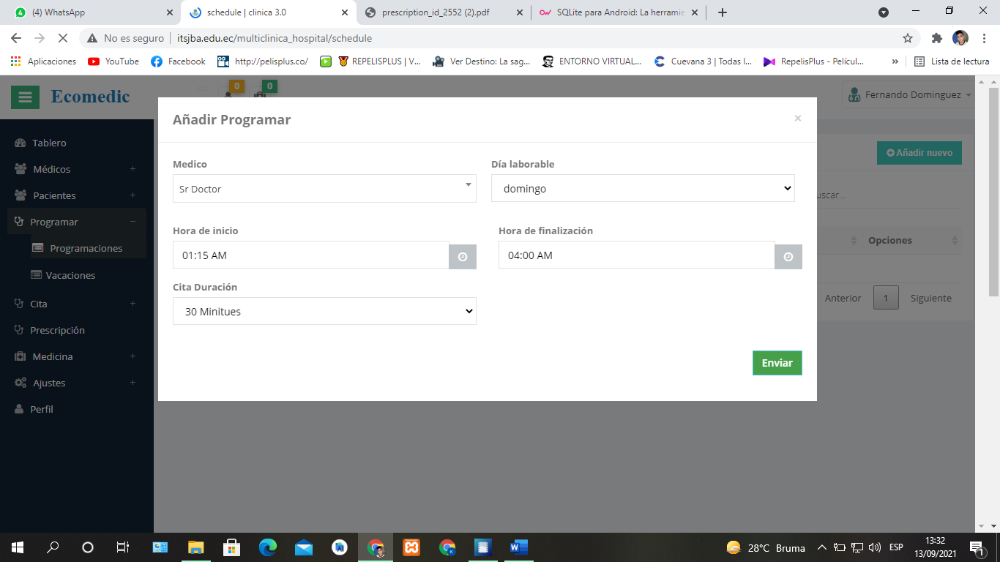 (4) WhatsApp
schedule | clinica 3.0
prescription_id_2552 (2).pdf
SQLite para Android: La herramie
No es seguro
itsjba.edu.ec/multiclinica_hospital/schedule
Aplicaciones
YouTube
Facebook
http://pelisplus.co/
REPELISPLUS | V...
Ver Destino: La sag...
ENTORNO VIRTUAL...
Cuevana 3 | Todas l...
RepelisPlus - Películ...
»
Lista de lectura
Ecomedic
0
0
Fernando Dominguez
Añadir Programar
×
Añadir nuevo
Tablero
Médicos +
Pacientes +
Programar −
Programaciones
Vacaciones
Cita +
Prescripción
Medicina +
Ajustes +
Perfil
Medico
Día laborable
Sr Doctor
domingo
uscar...
Hora de inicio
Hora de finalización
Opciones
01:15 AM
04:00 AM
Cita Duración
30 Minitues
Anterior
1
Siguiente
Enviar
28°C Bruma
ESP
13:32
13/09/2021
1